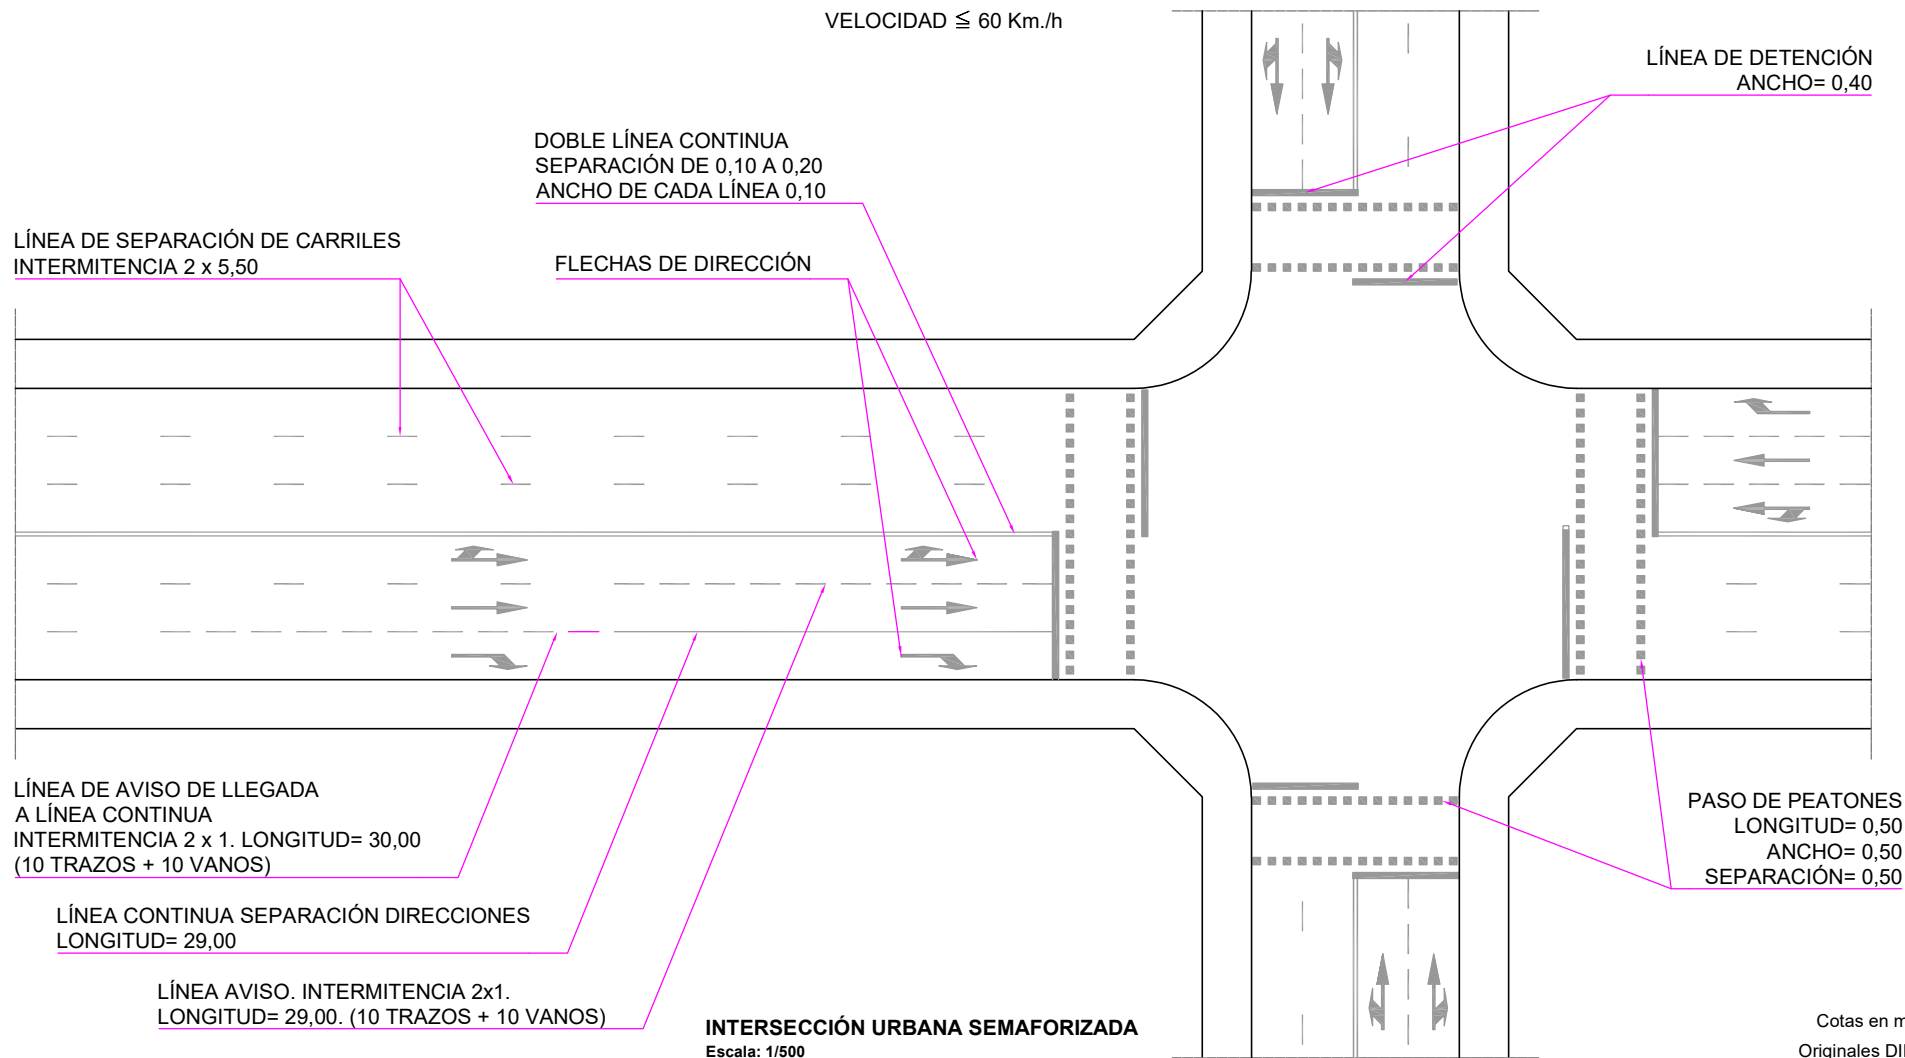 VELOCIDAD ≦ 60 Km./h
LÍNEA DE DETENCIÓN
ANCHO= 0,40
DOBLE LÍNEA CONTINUA
SEPARACIÓN DE 0,10 A 0,20
ANCHO DE CADA LÍNEA 0,10
LÍNEA DE SEPARACIÓN DE CARRILES
INTERMITENCIA 2 x 5,50
FLECHAS DE DIRECCIÓN
LÍNEA DE AVISO DE LLEGADA
A LÍNEA CONTINUA
INTERMITENCIA 2 x 1. LONGITUD= 30,00
(10 TRAZOS + 10 VANOS)
PASO DE PEATONES
LONGITUD= 0,50
ANCHO= 0,50
SEPARACIÓN= 0,50
LÍNEA CONTINUA SEPARACIÓN DIRECCIONES
LONGITUD= 29,00
LÍNEA AVISO. INTERMITENCIA 2x1.
LONGITUD= 29,00. (10 TRAZOS + 10 VANOS)
INTERSECCIÓN URBANA SEMAFORIZADA
Escala: 1/500
Cotas en
Originales